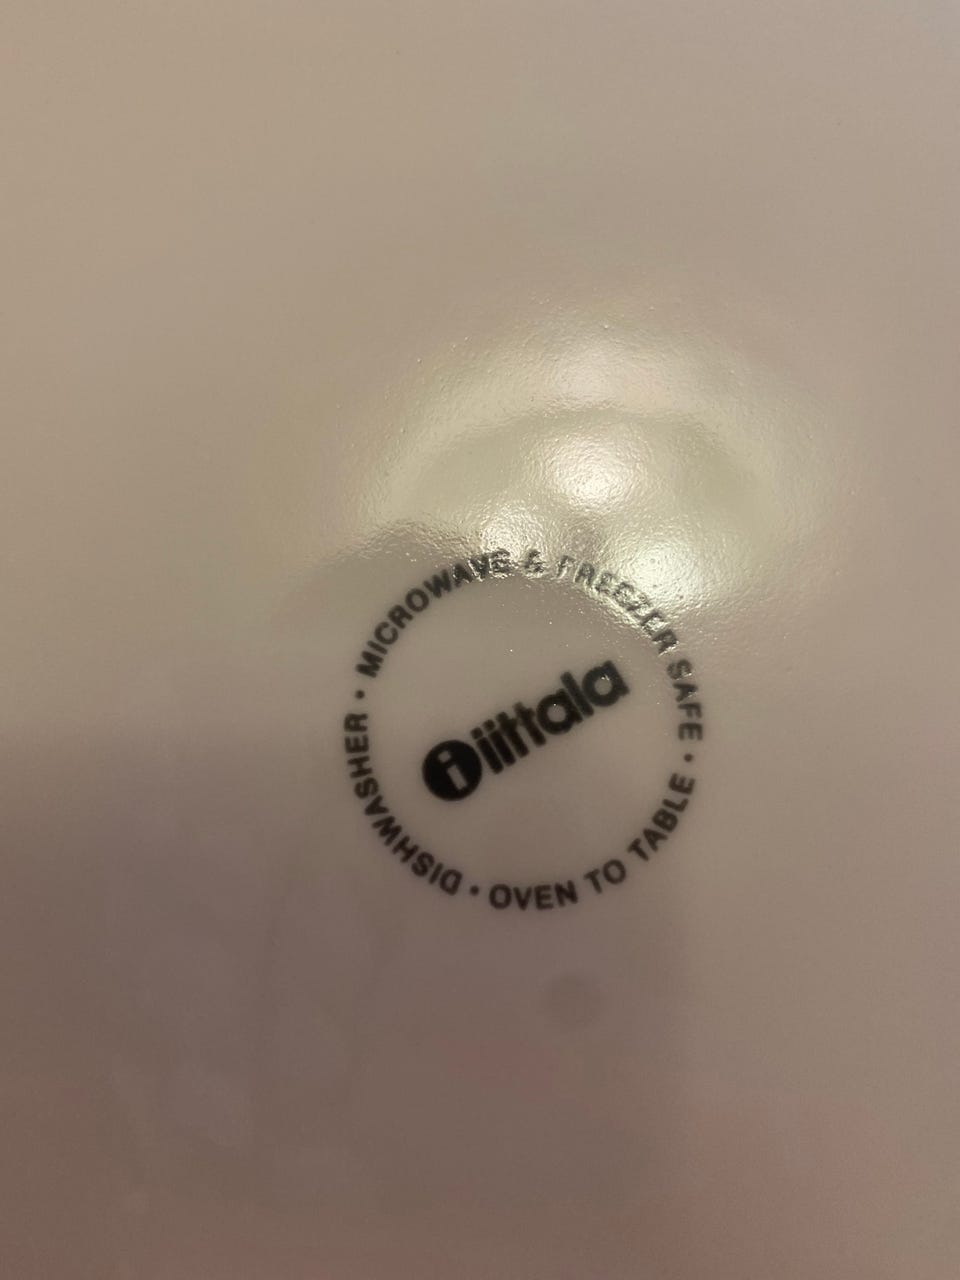 MICROWAVE & FREEZER SAFE • OVEN TO TABLE • DISHWASHER •
i iittala